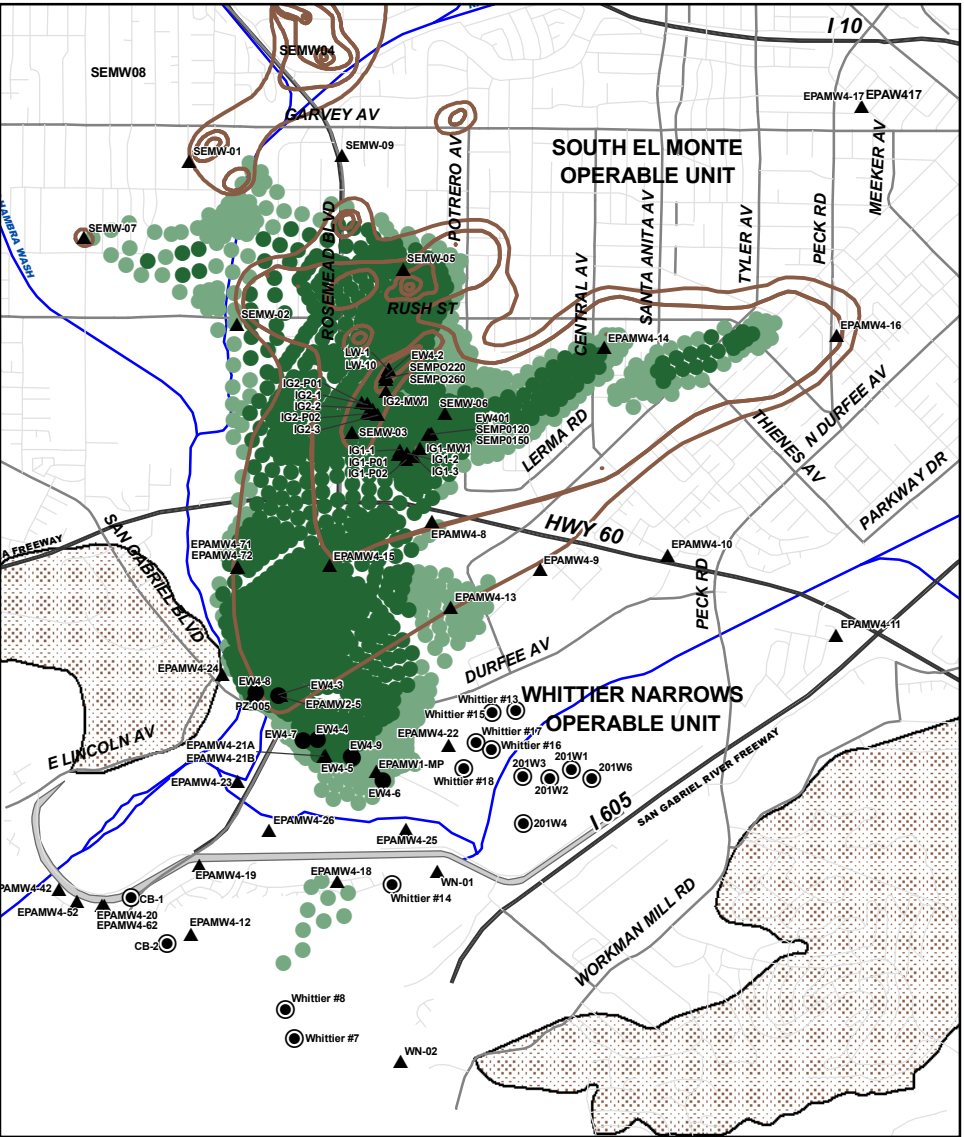 I 10
SEMW04
SEMW08
EPAMW4-17
EPAW417
GARVEY AV
SEMW-01
SEMW-09
SOUTH EL MONTE
OPERABLE UNIT
POTRERO AV
MEEKER AV
SANTA ANITA AV
TYLER AV
PECK RD
SEMW-07
HAMBRA WASH
ROSEMEAD BLVD
SEMW-05
RUSH ST
CENTRAL AV
SEMW-02
EPAMW4-16
EPAMW4-14
LW-1
LW-10
EW4-2
SEMPO220
SEMPO260
IG2-P01
IG2-1
IG2-2
IG2-P02
IG2-3
IG2-MW1
SEMW-06
EW401
SEMP0120
SEMP0150
SEMW-03
IG1-1
IG1-P01
IG1-P02
IG1-MW1
IG1-2
IG1-3
LERMA RD
THIENES AV
N DURFEE AV
PARKWAY DR
SAN GABRIEL BLVD
A FREEWAY
HWY 60
EPAMW4-8
EPAMW4-71
EPAMW4-72
EPAMW4-15
EPAMW4-9
EPAMW4-10
EPAMW4-13
PECK RD
EPAMW4-11
DURFEE AV
EPAMW4-24
EW4-8
PZ-005
EW4-3
EPAMW2-5
WHITTIER NARROWS
OPERABLE UNIT
Whittier #13
Whittier #15
Whittier #17
Whittier #16
Whittier #18
E LINCOLN AV
EW4-7
EW4-4
EW4-9
EPAMW4-21A
EPAMW4-21B
EW4-5
EPAMW4-22
EPAMW1-MP
EW4-6
EPAMW4-23
201W3
201W1
201W6
201W2
201W4
I 605
SAN GABRIEL RIVER FREEWAY
EPAMW4-26
EPAMW4-25
EPAMW4-19
EPAMW4-18
WN-01
Whittier #14
PAMW4-42
EPAMW4-52
EPAMW4-20
EPAMW4-62
CB-1
CB-2
EPAMW4-12
WORKMAN MILL RD
Whittier #8
Whittier #7
WN-02